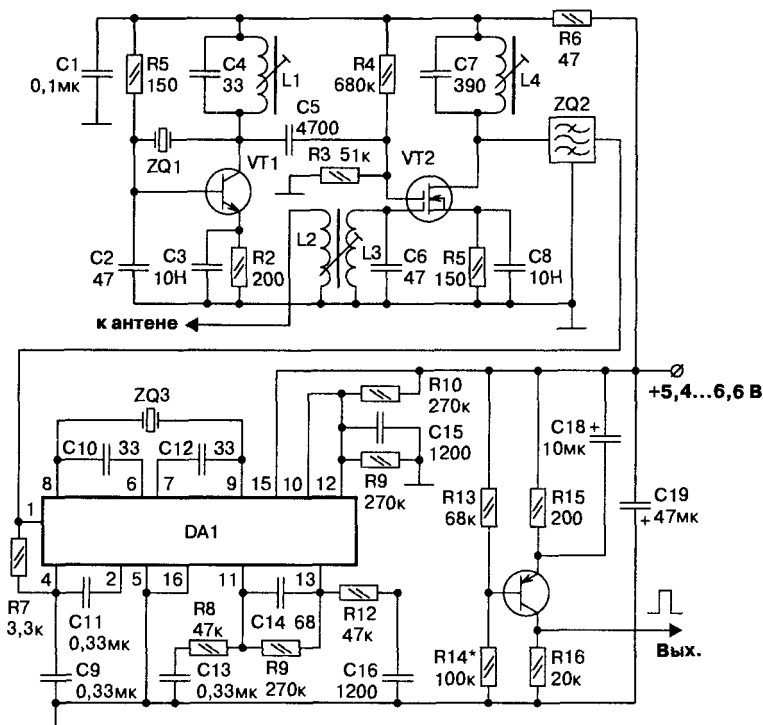 C1
0,1мк
R5
150
C4
33
L1
R4
680к
C7
390
L4
R6
47
ZQ1
C5
4700
R3 51к
VT1
VT2
ZQ2
C2
47
C3
10Н
R2
200
L2
L3
C6
47
R5
150
C8
10Н
к антене
+5,4...6,6 В
ZQ3
C10
33
C12
33
8
6
7
9
15
10
12
R10
270к
C15
1200
R9
270к
1
DA1
4
2
5
16
11
13
R7
3,3к
C11
0,33мк
C9
0,33мк
R8
47к
C13
0,33мк
C14
68
R9
270к
R12
47к
C16
1200
R13
68к
R15
200
C18
+
10мк
C19
+
47мк
R14*
100к
R16
20к
Вых.